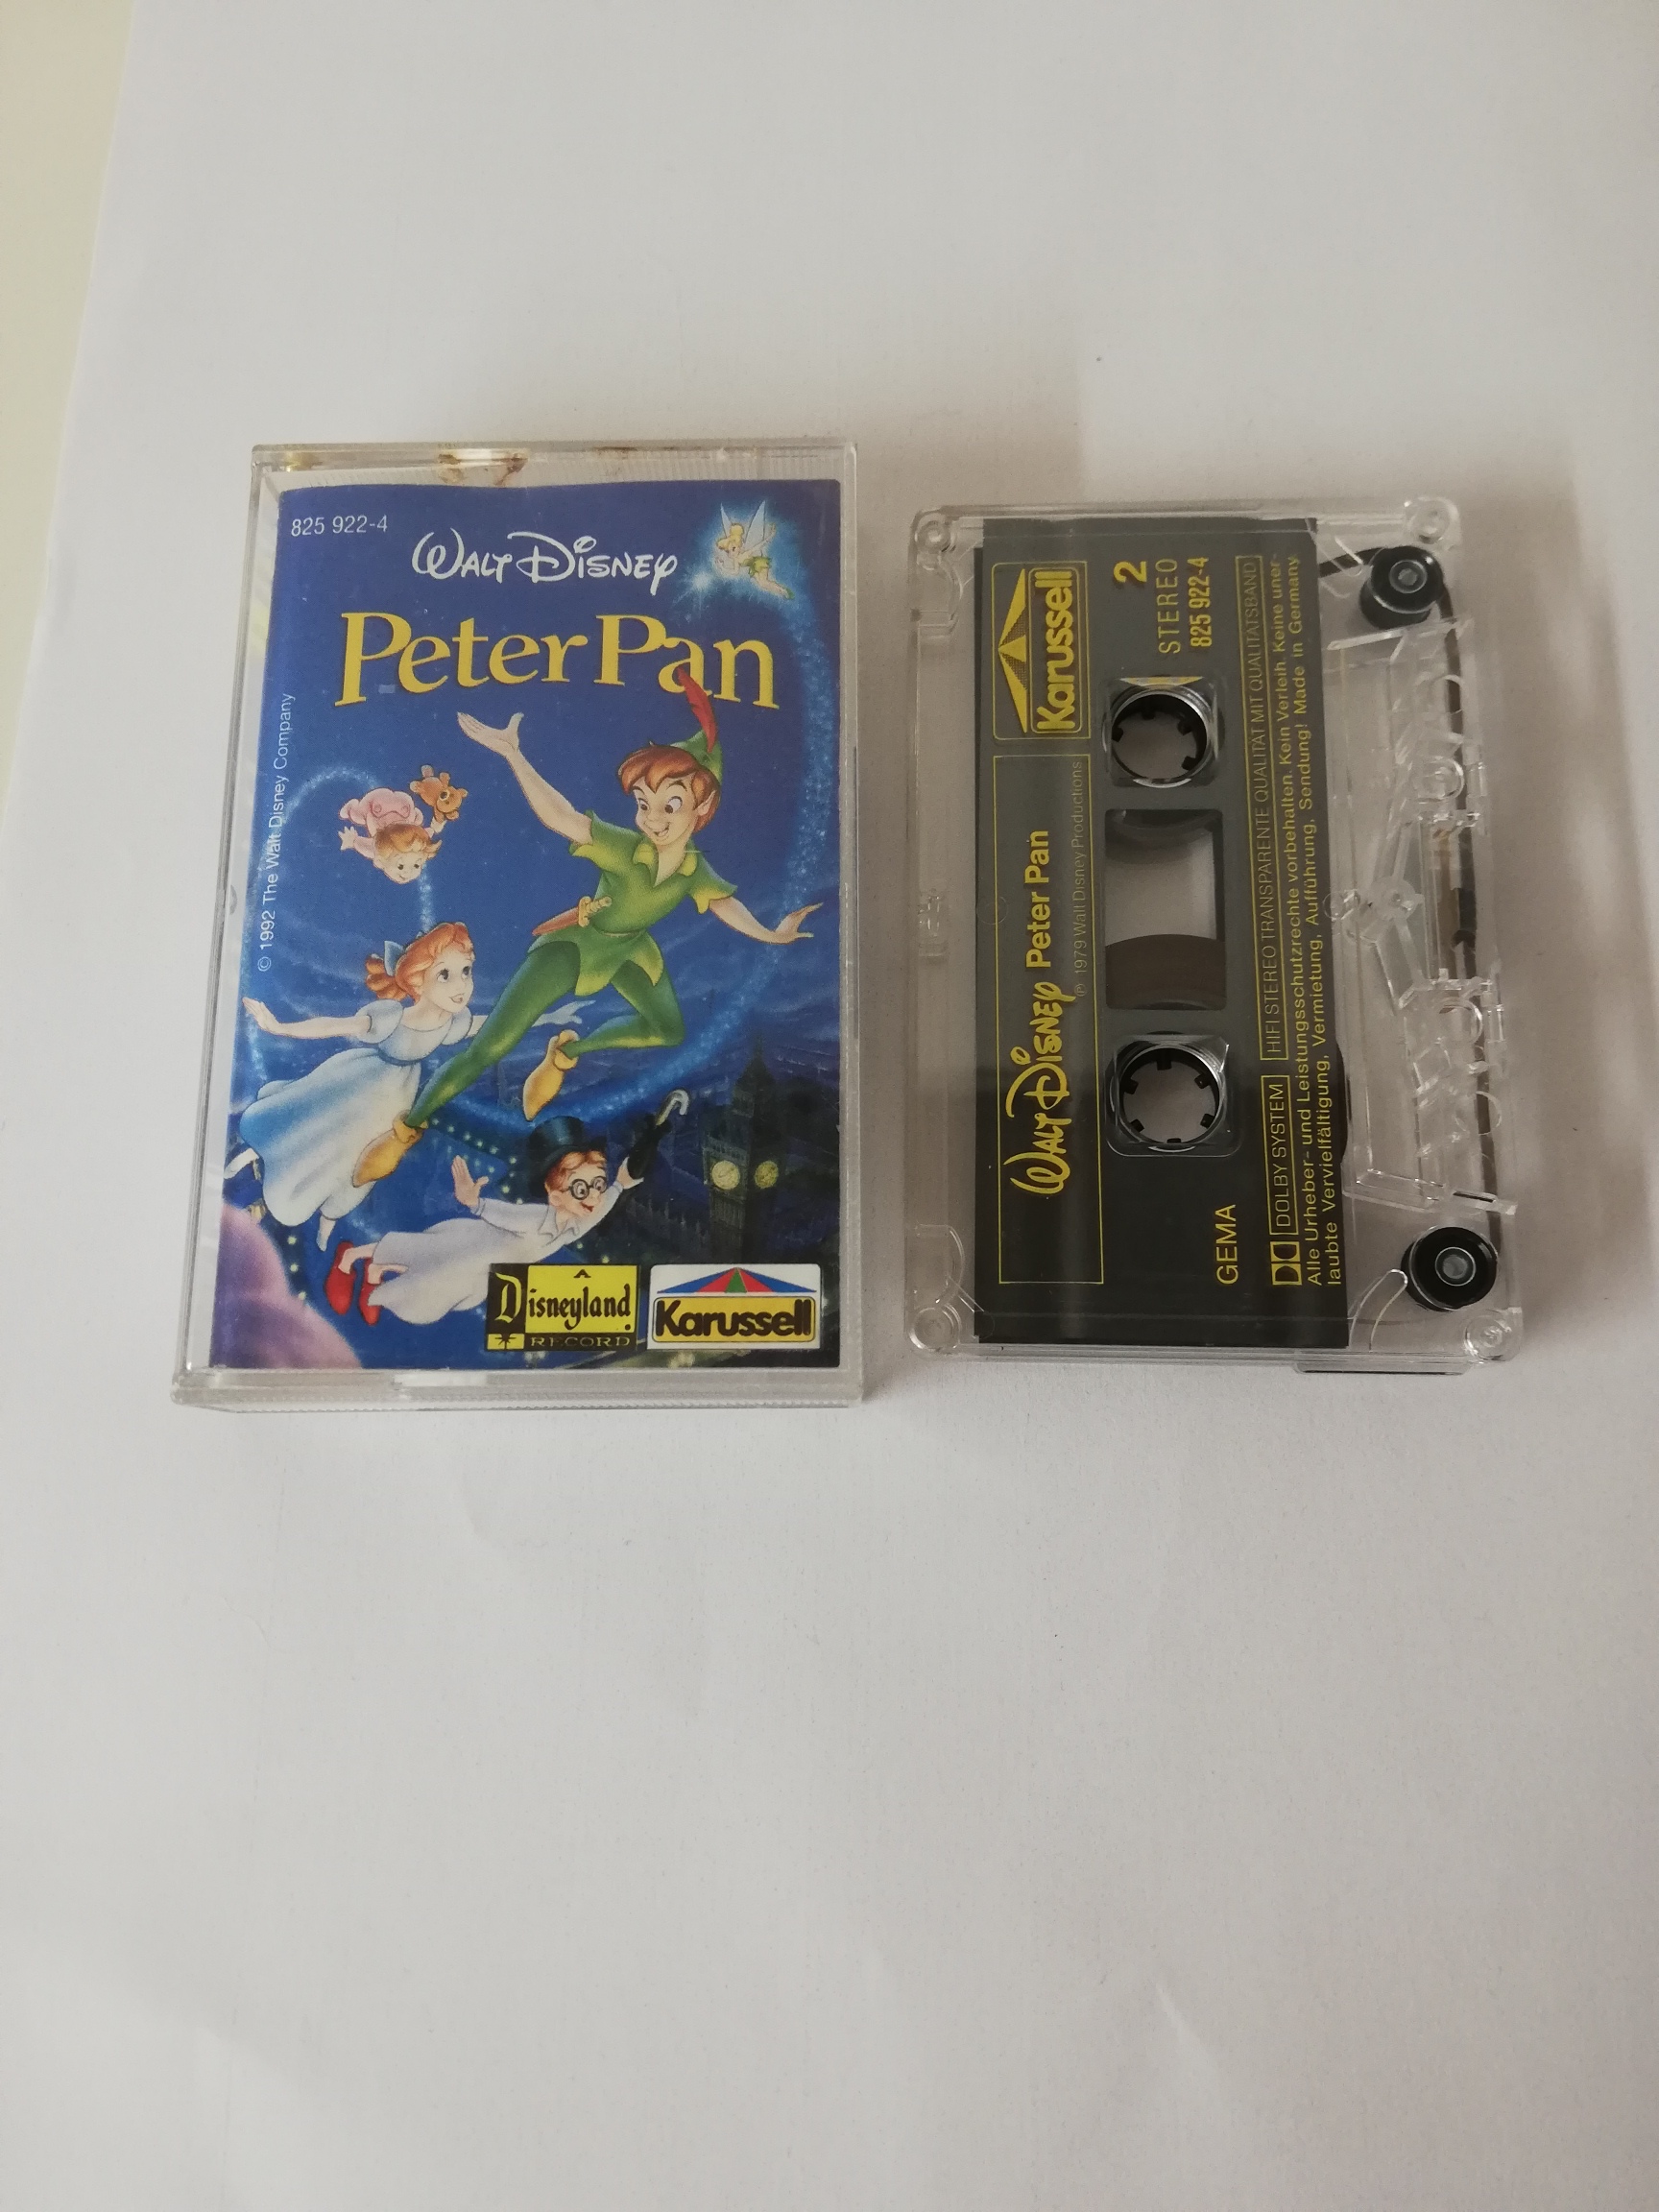 825 922-4
WALT DISNEY
Peter Pan
© 1992 The Walt Disney Company
A
Disneyland
RECORD
Karussell
Karussell
2
STEREO
825 922-4
WALT DISNEY Peter Pan
℗ 1979 Walt Disney Productions
GEMA
DOLBY SYSTEM HIFI STEREO TRANSPARENTE QUALITÄT MIT QUALITÄTSBAND
Alle Urheber- und Leistungsschutzrechte vorbehalten. Kein Verleih. Keine uner-
laubte Vervielfältigung, Vermietung, Aufführung, Sendung! Made in Germany